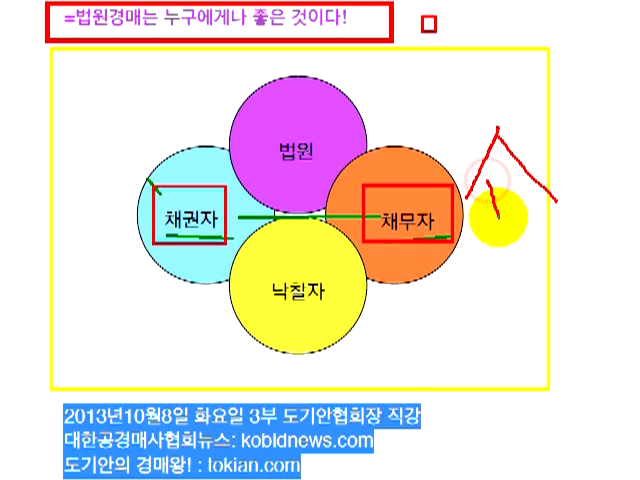 =법원경매는 누구에게나 좋은 것이다!
법원
채권자
채무자
낙찰자
2013년10월8일 화요일 3부 도기안협회장 직강
대한공경매사협회뉴스: kobidnews.com
도기안의 경매왕! : tokian.com